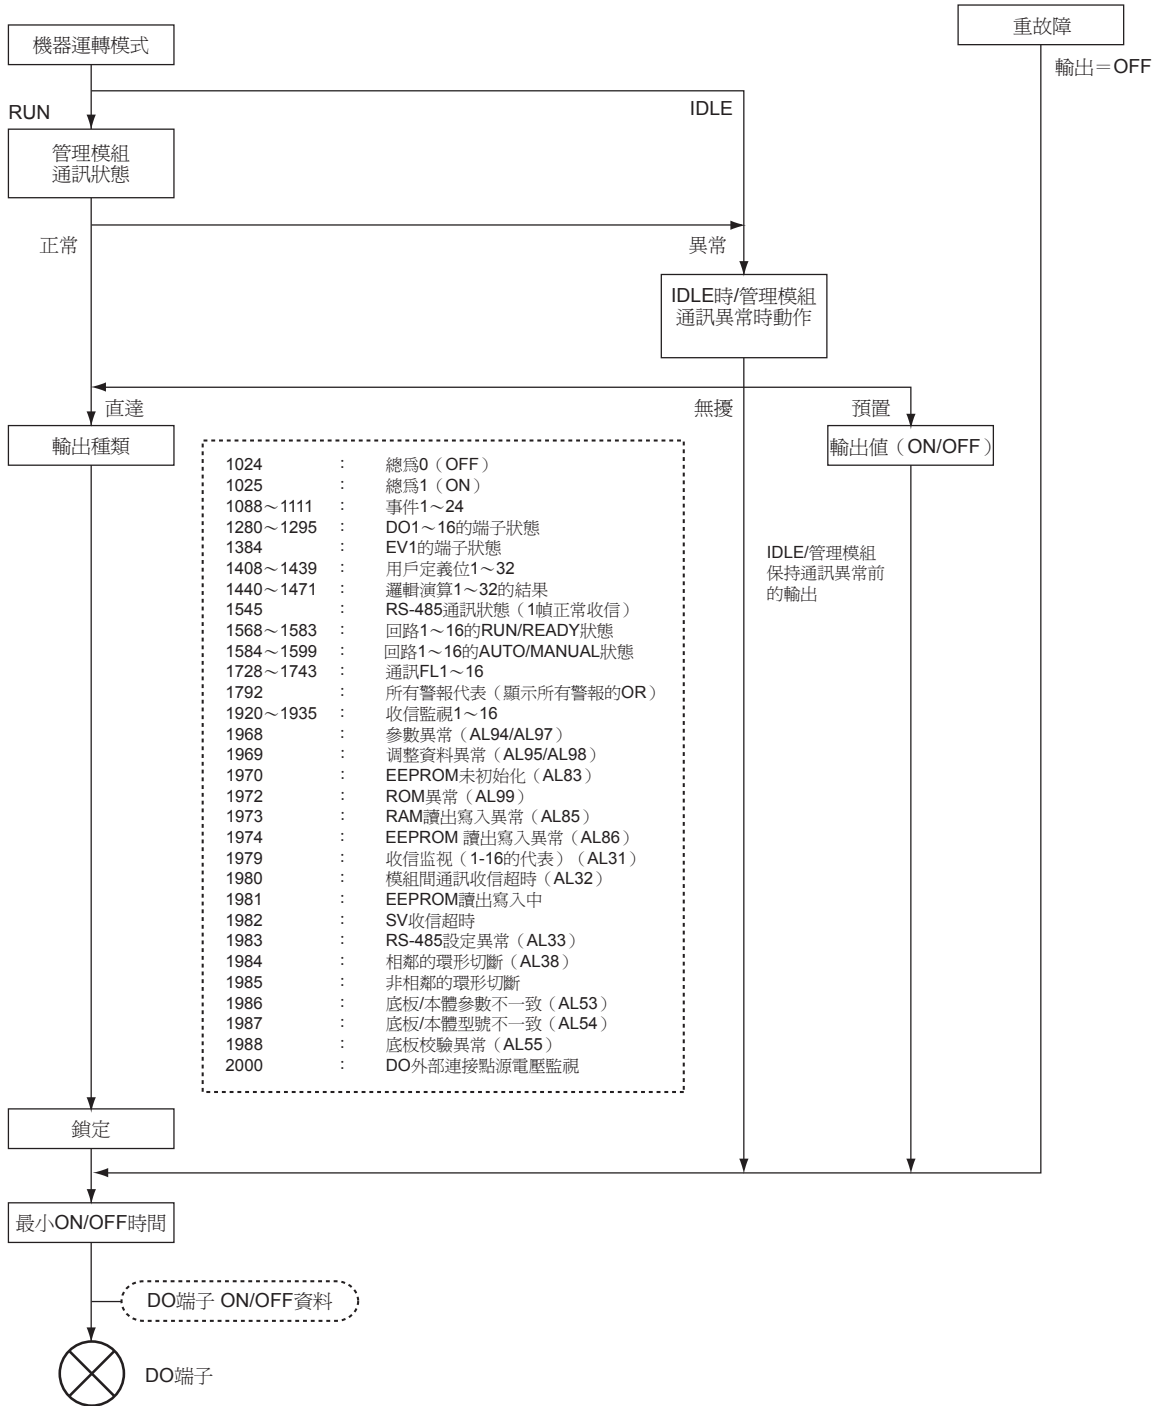 機器運轉模式
重故障
輸出＝OFF
RUN
IDLE
管理模組
通訊狀態
正常
異常
IDLE時/管理模組
通訊異常時動作
直達
無擾
預置
輸出種類
輸出值（ON/OFF）
1024 : 總爲0（OFF）
1025 : 總爲1（ON）
1088～1111 : 事件1～24
1280～1295 : DO1～16的端子狀態
1384 : EV1的端子狀態
1408～1439 : 用戶定義位1～32
1440～1471 : 邏輯演算1～32的結果
1545 : RS-485通訊狀態（1幀正常收信）
1568～1583 : 回路1～16的RUN/READY狀態
1584～1599 : 回路1～16的AUTO/MANUAL狀態
1728～1743 : 通訊FL1～16
1792 : 所有警報代表（顯示所有警報的OR）
1920～1935 : 收信監視1～16
1968 : 參數異常（AL94/AL97）
1969 : 调整資料異常（AL95/AL98）
1970 : EEPROM未初始化（AL83）
1972 : ROM異常（AL99）
1973 : RAM讀出寫入異常（AL85）
1974 : EEPROM 讀出寫入異常（AL86）
1979 : 收信监视（1-16的代表）（AL31）
1980 : 模組間通訊收信超時（AL32）
1981 : EEPROM讀出寫入中
1982 : SV收信超時
1983 : RS-485設定異常（AL33）
1984 : 相鄰的環形切斷（AL38）
1985 : 非相鄰的環形切斷
1986 : 底板/本體參數不一致（AL53）
1987 : 底板/本體型號不一致（AL54）
1988 : 底板校驗異常（AL55）
2000 : DO外部連接點源電壓監視
IDLE/管理模組
保持通訊異常前
的輸出
鎖定
最小ON/OFF時間
DO端子 ON/OFF資料
DO端子